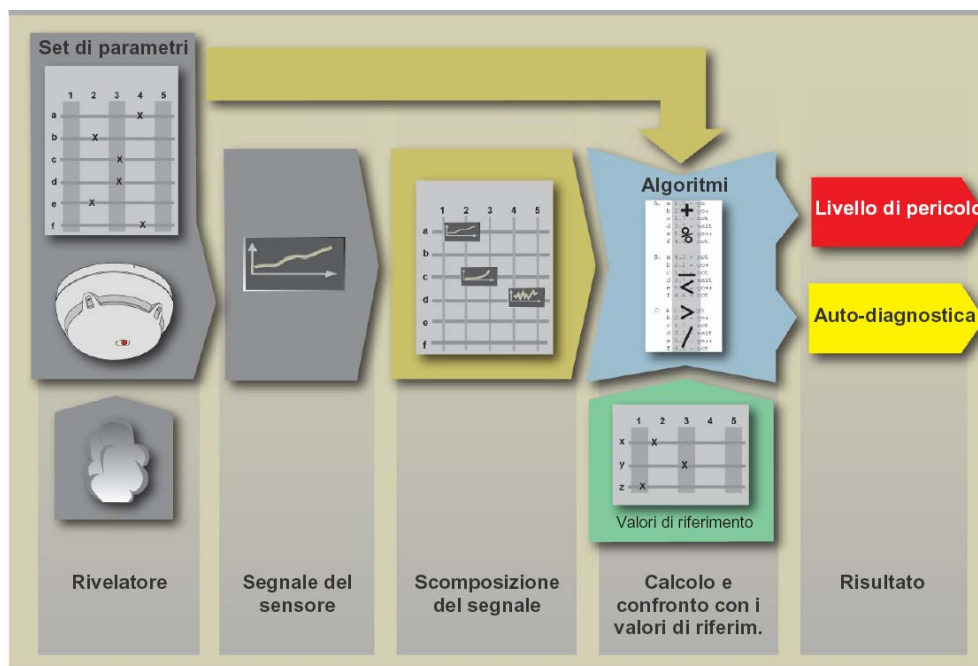 Set di parametri
1 2 3 4 5
a
b
c
d
e
f
1 2 3 4 5
a
b
c
d
e
f
Algoritmi
Livello di pericolo
Auto-diagnostica
1 2 3 4 5
x
y
z
Valori di riferimento
Rivelatore
Segnale del
sensore
Scomposizione
del segnale
Calcolo e
confronto con i
valori di riferim.
Risultato